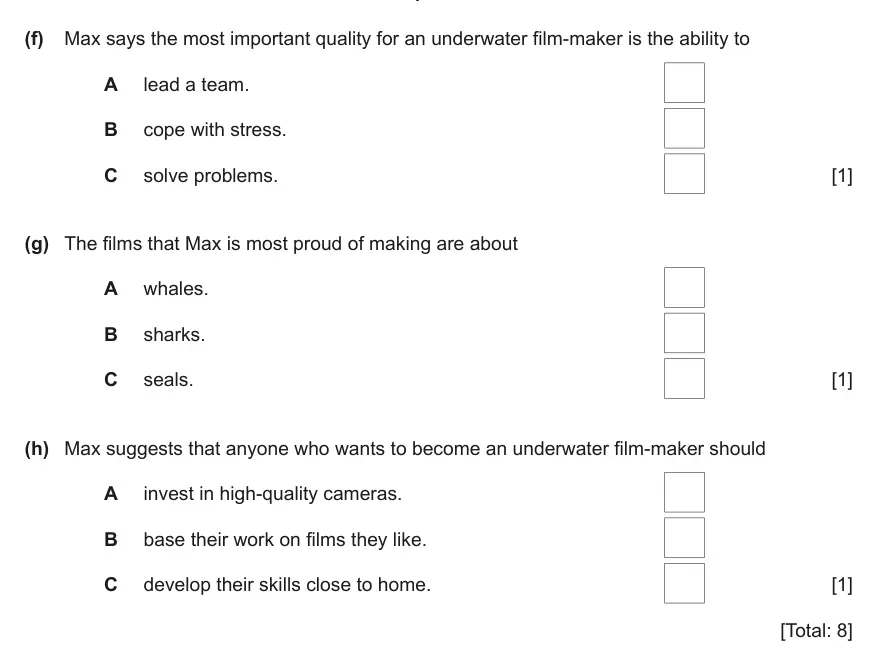 (f) Max says the most important quality for an underwater film-maker is the ability to
A lead a team.
B cope with stress.
C solve problems. [1]
(g) The films that Max is most proud of making are about
A whales.
B sharks.
C seals. [1]
(h) Max suggests that anyone who wants to become an underwater film-maker should
A invest in high-quality cameras.
B base their work on films they like.
C develop their skills close to home. [1]
[Total: 8]